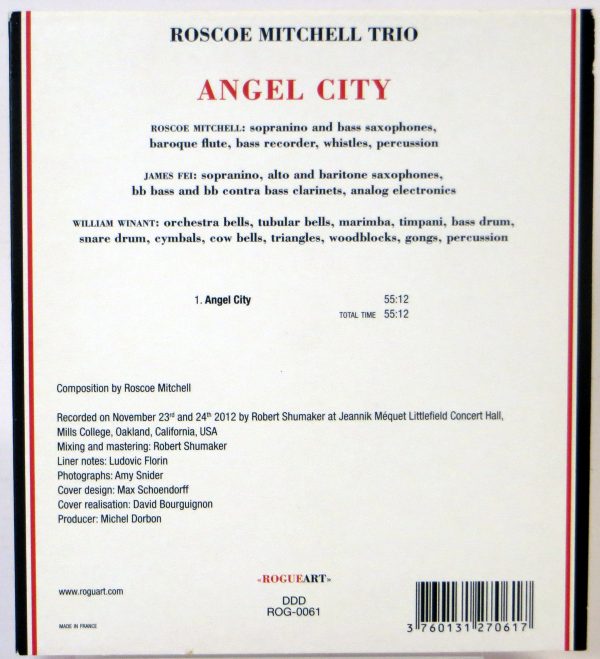 ROSCOE MITCHELL TRIO
ANGEL CITY
ROSCOE MITCHELL: sopranino and bass saxophones,
baroque flute, bass recorder, whistles, percussion
JAMES FEI: sopranino, alto and baritone saxophones,
bb bass and bb contra bass clarinets, analog electronics
WILLIAM WINANT: orchestra bells, tubular bells, marimba, timpani, bass drum,
snare drum, cymbals, cow bells, triangles, woodblocks, gongs, percussion
1. Angel City 55:12
TOTAL TIME 55:12
Composition by Roscoe Mitchell
Recorded on November 23rd and 24th 2012 by Robert Shumaker at Jeannik Méquet Littlefield Concert Hall,
Mills College, Oakland, California, USA
Mixing and mastering: Robert Shumaker
Liner notes: Ludovic Florin
Photographs: Amy Snider
Cover design: Max Schoendorff
Cover realisation: David Bourguignon
Producer: Michel Dorbon
«ROGUEART»
www.roguart.com
DDD
ROG-0061
MADE IN FRANCE
3 760131 270617